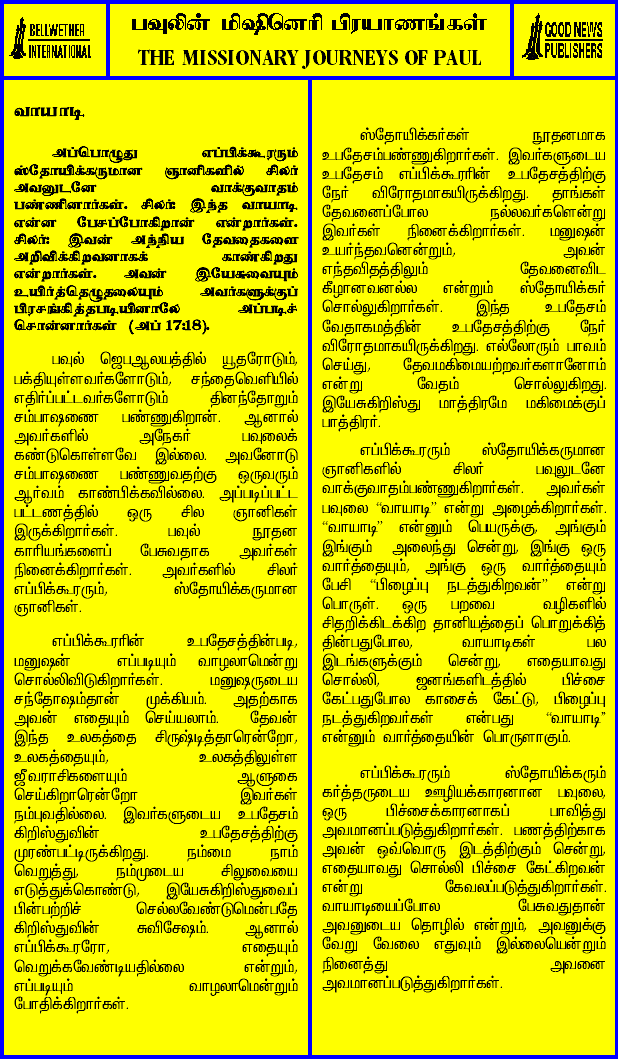 BELLWETHER
INTERNATIONAL
பவுலின் மிஷினெரி பிரயாணங்கள்
THE MISSIONARY JOURNEYS OF PAUL
GOOD NEWS
PUBLISHERS
வாயாடி
அப்பொழுது எப்பிக்கூரரும்
ஸ்தோயிக்கருமான ஞானிகளில் சிலர்
அவனுடனே வாக்குவாதம்
பண்ணினார்கள். சிலர்: இந்த வாயாடி
என்ன பேசப்போகிறான் என்றார்கள்.
சிலர்: இவன் அந்நிய தேவதைகளை
அறிவிக்கிறவனாகக் காண்கிறது
என்றார்கள். அவன் இயேசுவையும்
உயிர்த்தெழுதலையும் அவர்களுக்குப்
பிரசங்கித்தபடியினாலே அப்படிச்
சொன்னார்கள் (அப் 17:18).
பவுல் ஜெபஆலயத்தில் யூதரோடும்,
பக்தியுள்ளவர்களோடும், சந்தைவெளியில்
எதிர்ப்பட்டவர்களோடும் தினந்தோறும்
சம்பாஷணை பண்ணுகிறான். ஆனால்
அவர்களில் அநேகர் பவுலைக்
கண்டுகொள்ளவே இல்லை. அவனோடு
சம்பாஷணை பண்ணுவதற்கு ஒருவரும்
ஆர்வம் காண்பிக்கவில்லை. அப்படிப்பட்ட
பட்டணத்தில் ஒரு சில ஞானிகள்
இருக்கிறார்கள். பவுல் நூதன
காரியங்களைப் பேசுவதாக அவர்கள்
நினைக்கிறார்கள். அவர்களில் சிலர்
எப்பிக்கூரரும், ஸ்தோயிக்கருமான
ஞானிகள்.
எப்பிக்கூரரின் உபதேசத்தின்படி,
மனுஷன் எப்படியும் வாழலாமென்று
சொல்லிவிடுகிறார்கள். மனுஷருடைய
சந்தோஷம்தான் முக்கியம். அதற்காக
அவன் எதையும் செய்யலாம். தேவன்
இந்த உலகத்தை சிருஷ்டித்தாரென்றோ,
உலகத்தையும், உலகத்திலுள்ள
ஜீவராசிகளையும் ஆளுகை
செய்கிறாரென்றோ இவர்கள்
நம்புவதில்லை. இவர்களுடைய உபதேசம்
கிறிஸ்துவின் உபதேசத்திற்கு
முரண்பட்டிருக்கிறது. நம்மை நாம்
வெறுத்து, நம்முடைய சிலுவையை
எடுத்துக்கொண்டு, இயேசுகிறிஸ்துவைப்
பின்பற்றிச் செல்லவேண்டுமென்பதே
கிறிஸ்துவின் சுவிசேஷம். ஆனால்
எப்பிக்கூரரோ, எதையும்
வெறுக்கவேண்டியதில்லை என்றும்,
எப்படியும் வாழலாமென்றும்
போதிக்கிறார்கள்.
ஸ்தோயிக்கர்கள் நூதனமாக
உபதேசம்பண்ணுகிறார்கள். இவர்களுடைய
உபதேசம் எப்பிக்கூரரின் உபதேசத்திற்கு
நேர் விரோதமாகயிருக்கிறது. தாங்கள்
தேவனைப்போல நல்லவர்களென்று
இவர்கள் நினைக்கிறார்கள். மனுஷன்
உயர்ந்தவனென்றும், அவன்
எந்தவிதத்திலும் தேவனைவிட
கீழானவனல்ல என்றும் ஸ்தோயிக்கர்
சொல்லுகிறார்கள். இந்த உபதேசம்
வேதாகமத்தின் உபதேசத்திற்கு நேர்
விரோதமாகயிருக்கிறது. எல்லோரும் பாவம்
செய்து, தேவமகிமையற்றவர்களானோம்
என்று வேதம் சொல்லுகிறது.
இயேசுகிறிஸ்து மாத்திரமே மகிமைக்குப்
பாத்திரர்.
எப்பிக்கூரரும் ஸ்தோயிக்கருமான
ஞானிகளில் சிலர் பவுலுடனே
வாக்குவாதம்பண்ணுகிறார்கள். அவர்கள்
பவுலை “வாயாடி” என்று அழைக்கிறார்கள்.
“வாயாடி” என்னும் பெயருக்கு, அங்கும்
இங்கும் அலைந்து சென்று, இங்கு ஒரு
வார்த்தையும், அங்கு ஒரு வார்த்தையும்
பேசி “பிழைப்பு நடத்துகிறவன்” என்று
பொருள். ஒரு பறவை வழிகளில்
சிதறிக்கிடக்கிற தானியத்தைப் பொறுக்கித்
தின்பதுபோல, வாயாடிகள் பல
இடங்களுக்கும் சென்று, எதையாவது
சொல்லி, ஜனங்களிடத்தில் பிச்சை
கேட்பதுபோல காசைக் கேட்டு, பிழைப்பு
நடத்துகிறவர்கள் என்பது “வாயாடி”
என்னும் வார்த்தையின் பொருளாகும்.
எப்பிக்கூரரும் ஸ்தோயிக்கரும்
கர்த்தருடைய ஊழியக்காரனான பவுலை,
ஒரு பிச்சைக்காரனாகப் பாவித்து
அவமானப்படுத்துகிறார்கள். பணத்திற்காக
அவன் ஒவ்வொரு இடத்திற்கும் சென்று,
எதையாவது சொல்லி பிச்சை கேட்கிறவன்
என்று கேவலப்படுத்துகிறார்கள்.
வாயாடியைப்போல பேசுவதுதான்
அவனுடைய தொழில் என்றும், அவனுக்கு
வேறு வேலை எதுவும் இல்லையென்றும்
நினைத்து அவனை
அவமானப்படுத்துகிறார்கள்.